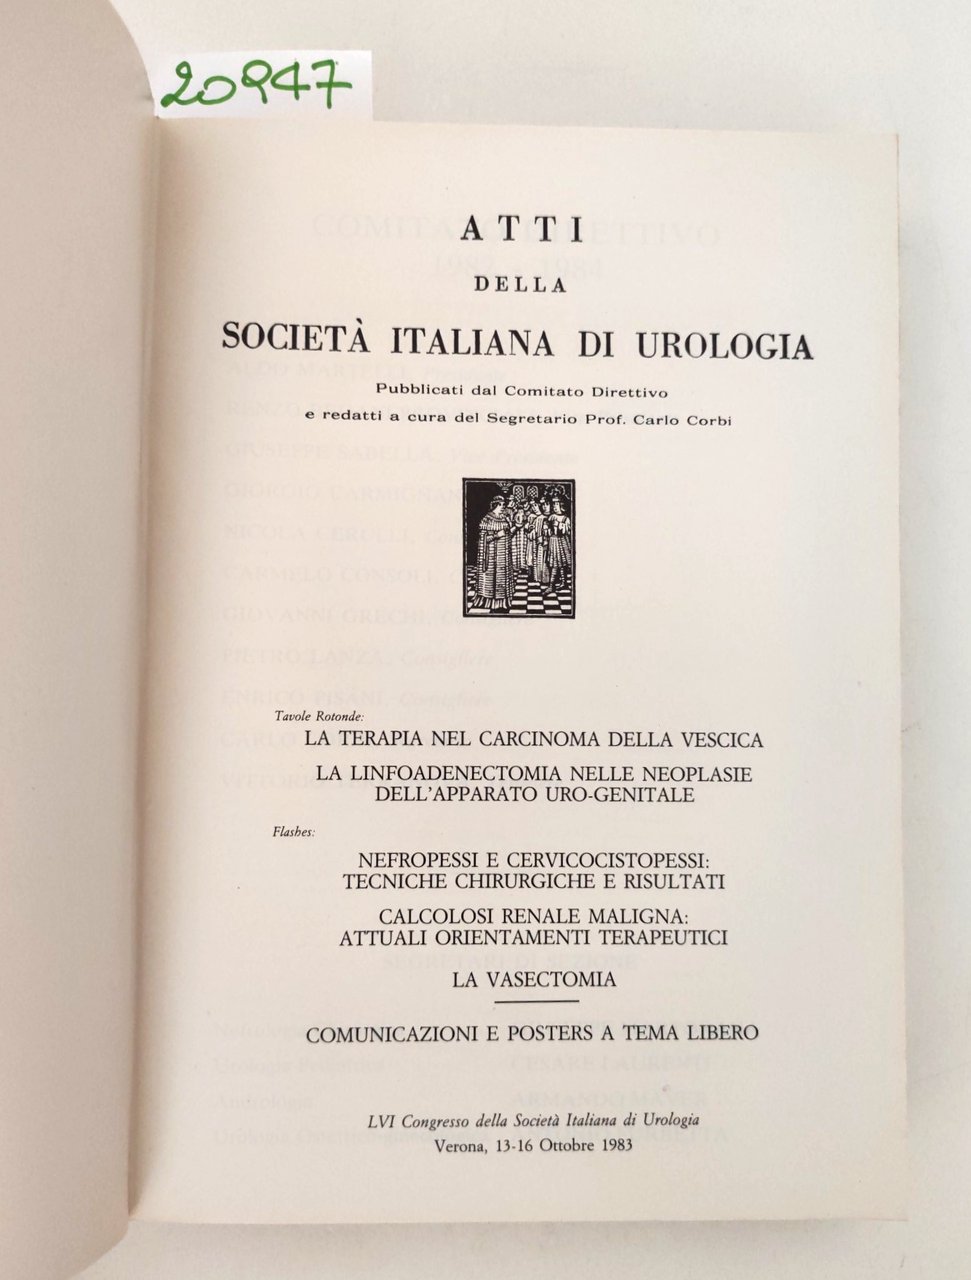 20947
ATTI
DELLA
SOCIETÀ ITALIANA DI UROLOGIA
Pubblicati dal Comitato Direttivo
e redatti a cura del Segretario Prof. Carlo Corbi
Tavole Rotonde:
LA TERAPIA NEL CARCINOMA DELLA VESCICA
LA LINFOADENECTOMIA NELLE NEOPLASIE
DELL'APPARATO URO-GENITALE
Flashes:
NEFROPESSI E CERVICOCISTOPESSI:
TECNICHE CHIRURGICHE E RISULTATI
CALCOLOSI RENALE MALIGNA:
ATTUALI ORIENTAMENTI TERAPEUTICI
LA VASECTOMIA
COMUNICAZIONI E POSTERS A TEMA LIBERO
LVI Congresso della Società Italiana di Urologia
Verona, 13-16 Ottobre 1983